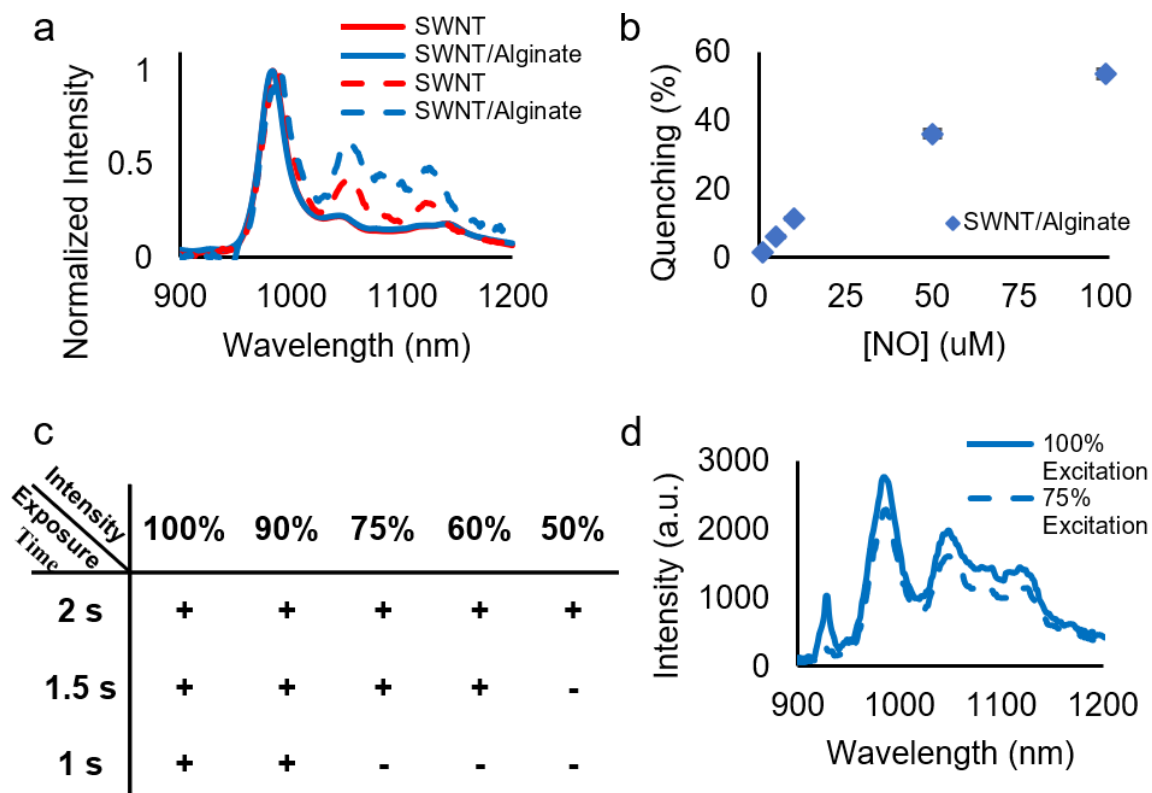 a
SWNT
SWNT/Alginate
SWNT
SWNT/Alginate
Normalized Intensity
1
0.5
0
900 1000 1100 1200
Wavelength (nm)
b
Quenching (%)
60
40
20
0
SWNT/Alginate
0 25 50 75 100
[NO] (uM)
c
Intensity
Exposure
Time
100% 90% 75% 60% 50%
2 s + + + + +
1.5 s + + + + -
1 s + + - - -
d
100%
Excitation
75%
Excitation
Intensity (a.u.)
3000
2000
1000
0
900 1000 1100 1200
Wavelength (nm)